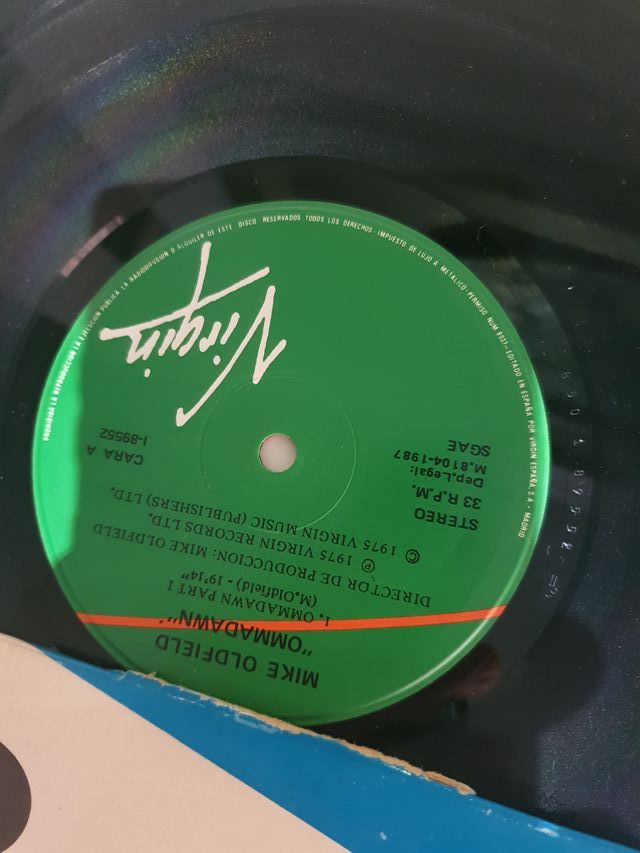 Virgin
CARA A
I-89552
STEREO
33 R.P.M.
Dep.Legal:
M.8104-1987
SGAE
© 1975 VIRGIN MUSIC (PUBLISHERS) LTD.
℗ 1975 VIRGIN RECORDS LTD.
DIRECTOR DE PRODUCCION: MIKE OLDFIELD
1. OMMADAWN PART 1
(M.Oldfield) - 19'14"
"OMMADAWN"
MIKE OLDFIELD
PROHIBIDA LA REPRODUCCION LA EJECUCION PUBLICA LA RADIODIFUSION O ALQUILER DE ESTE DISCO RESERVADOS TODOS LOS DERECHOS-IMPUESTO DE LUJO A METALICO-PERMISO NUM 8037-EDITADO EN ESPAÑA POR VIRGIN ESPAÑA, S.A. - MADRID